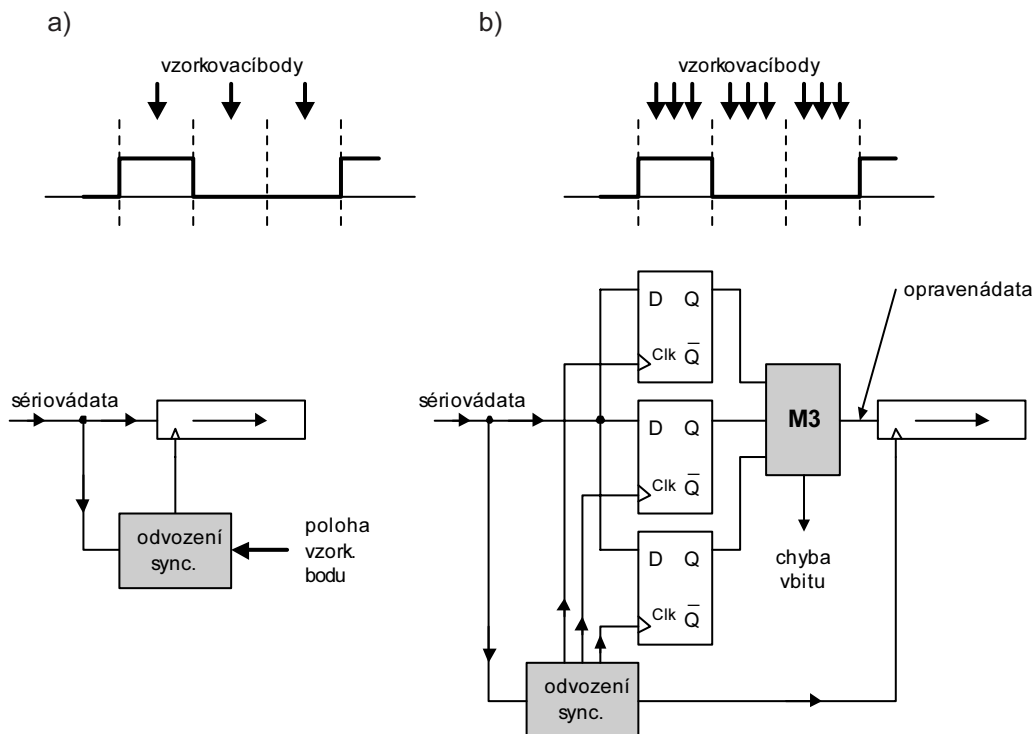 a)
vzorkovacíbody
sériovádata
odvození
sync.
poloha
vzork.
bodu
b)
vzorkovacíbody
D Q
Clk Q̅
D Q
Clk Q̅
D Q
Clk Q̅
sériovádata
M3
opravenádata
chyba
vbitu
odvození
sync.